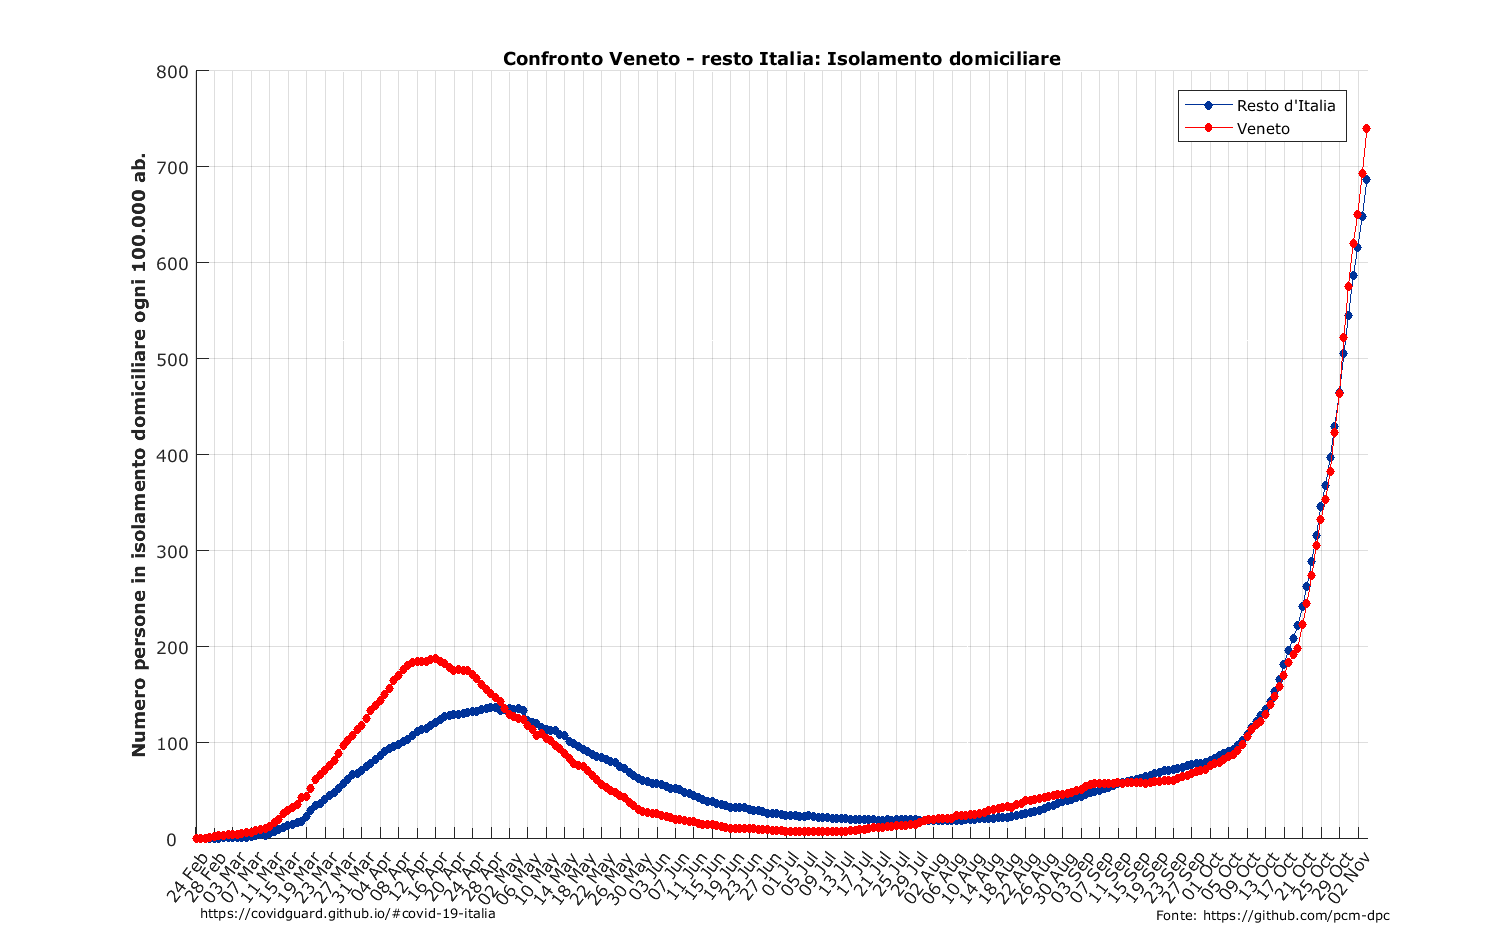 Confronto Veneto - resto Italia: Isolamento domiciliare
Numero persone in isolamento domiciliare ogni 100.000 ab.
800
700
600
500
400
300
200
100
0
Resto d'Italia
Veneto
24 Feb
28 Feb
03 Mar
07 Mar
11 Mar
15 Mar
19 Mar
23 Mar
27 Mar
31 Mar
04 Apr
08 Apr
12 Apr
16 Apr
20 Apr
24 Apr
28 Apr
02 May
06 May
10 May
14 May
18 May
22 May
26 May
30 May
03 Jun
07 Jun
11 Jun
15 Jun
19 Jun
23 Jun
27 Jun
01 Jul
05 Jul
09 Jul
13 Jul
17 Jul
21 Jul
25 Jul
29 Jul
02 Aug
06 Aug
10 Aug
14 Aug
18 Aug
22 Aug
26 Aug
30 Aug
03 Sep
07 Sep
11 Sep
15 Sep
19 Sep
23 Sep
27 Sep
01 Oct
05 Oct
09 Oct
13 Oct
17 Oct
21 Oct
25 Oct
29 Oct
02 Nov
https://covidguard.github.io/#covid-19-italia
Fonte: https://github.com/pcm-dpc